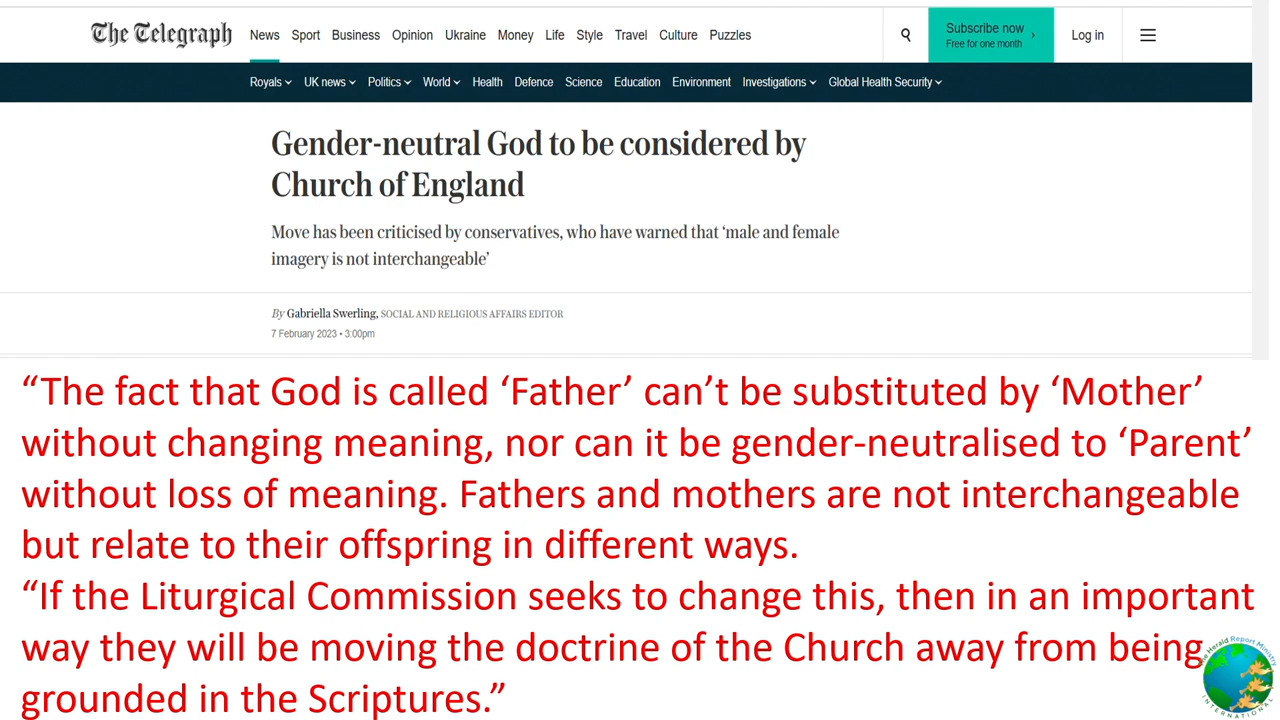 The Telegraph
News Sport Business Opinion Ukraine Money Life Style Travel Culture Puzzles
Subscribe now
Free for one month
Log in
Royals UK news Politics World Health Defence Science Education Environment Investigations Global Health Security
Gender-neutral God to be considered by
Church of England
Move has been criticised by conservatives, who have warned that ‘male and female
imagery is not interchangeable’
By Gabriella Swerling, SOCIAL AND RELIGIOUS AFFAIRS EDITOR
7 February 2023 • 3:00pm
“The fact that God is called ‘Father’ can’t be substituted by ‘Mother’
without changing meaning, nor can it be gender-neutralised to ‘Parent’
without loss of meaning. Fathers and mothers are not interchangeable
but relate to their offspring in different ways.
“If the Liturgical Commission seeks to change this, then in an important
way they will be moving the doctrine of the Church away from being
grounded in the Scriptures.”
The Herald Report Ministry
INTERNATIONAL